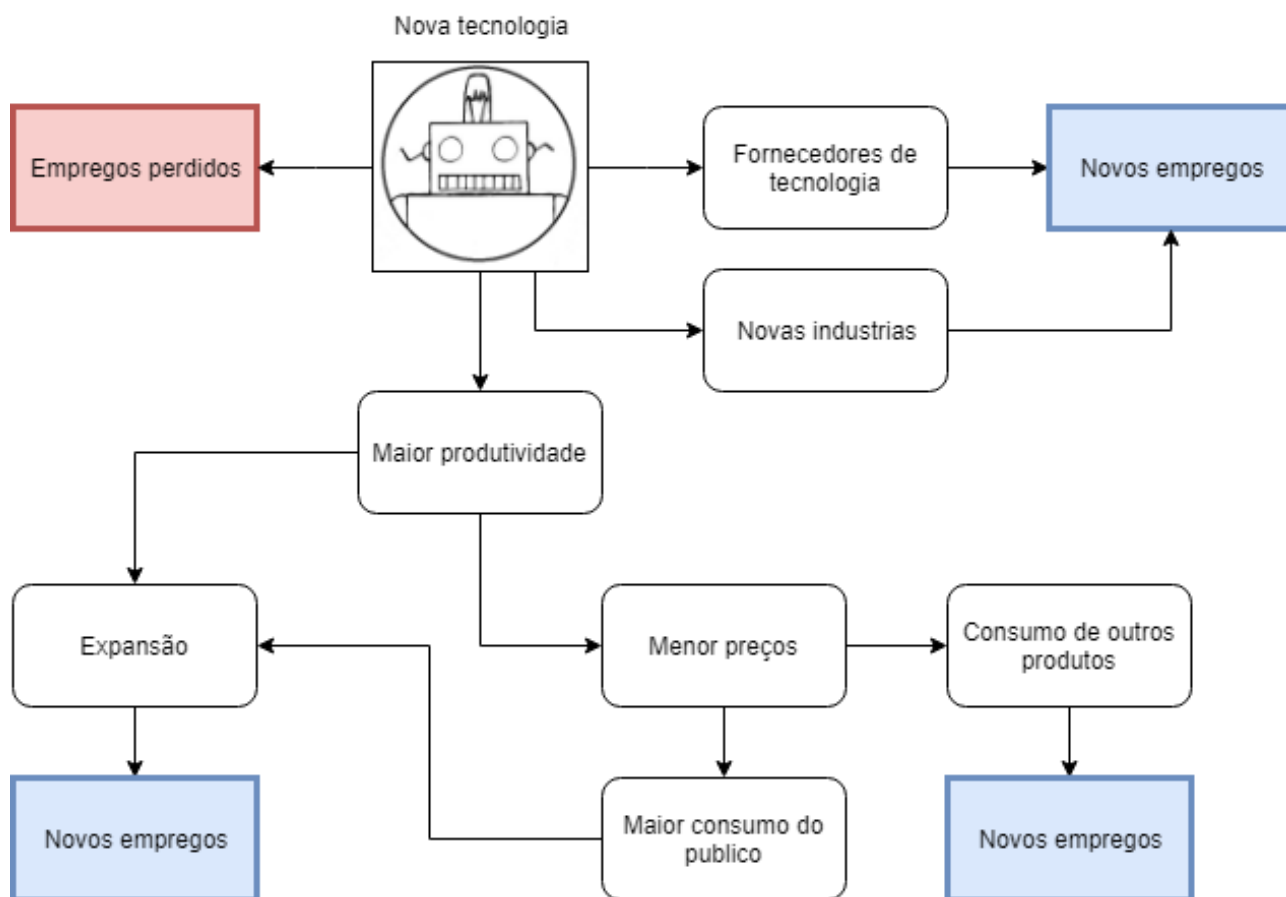 Nova tecnologia
Empregos perdidos
Fornecedores de
tecnologia
Novos empregos
Novas industrias
Maior produtividade
Expansão
Menor preços
Consumo de outros
produtos
Novos empregos
Maior consumo do
publico
Novos empregos